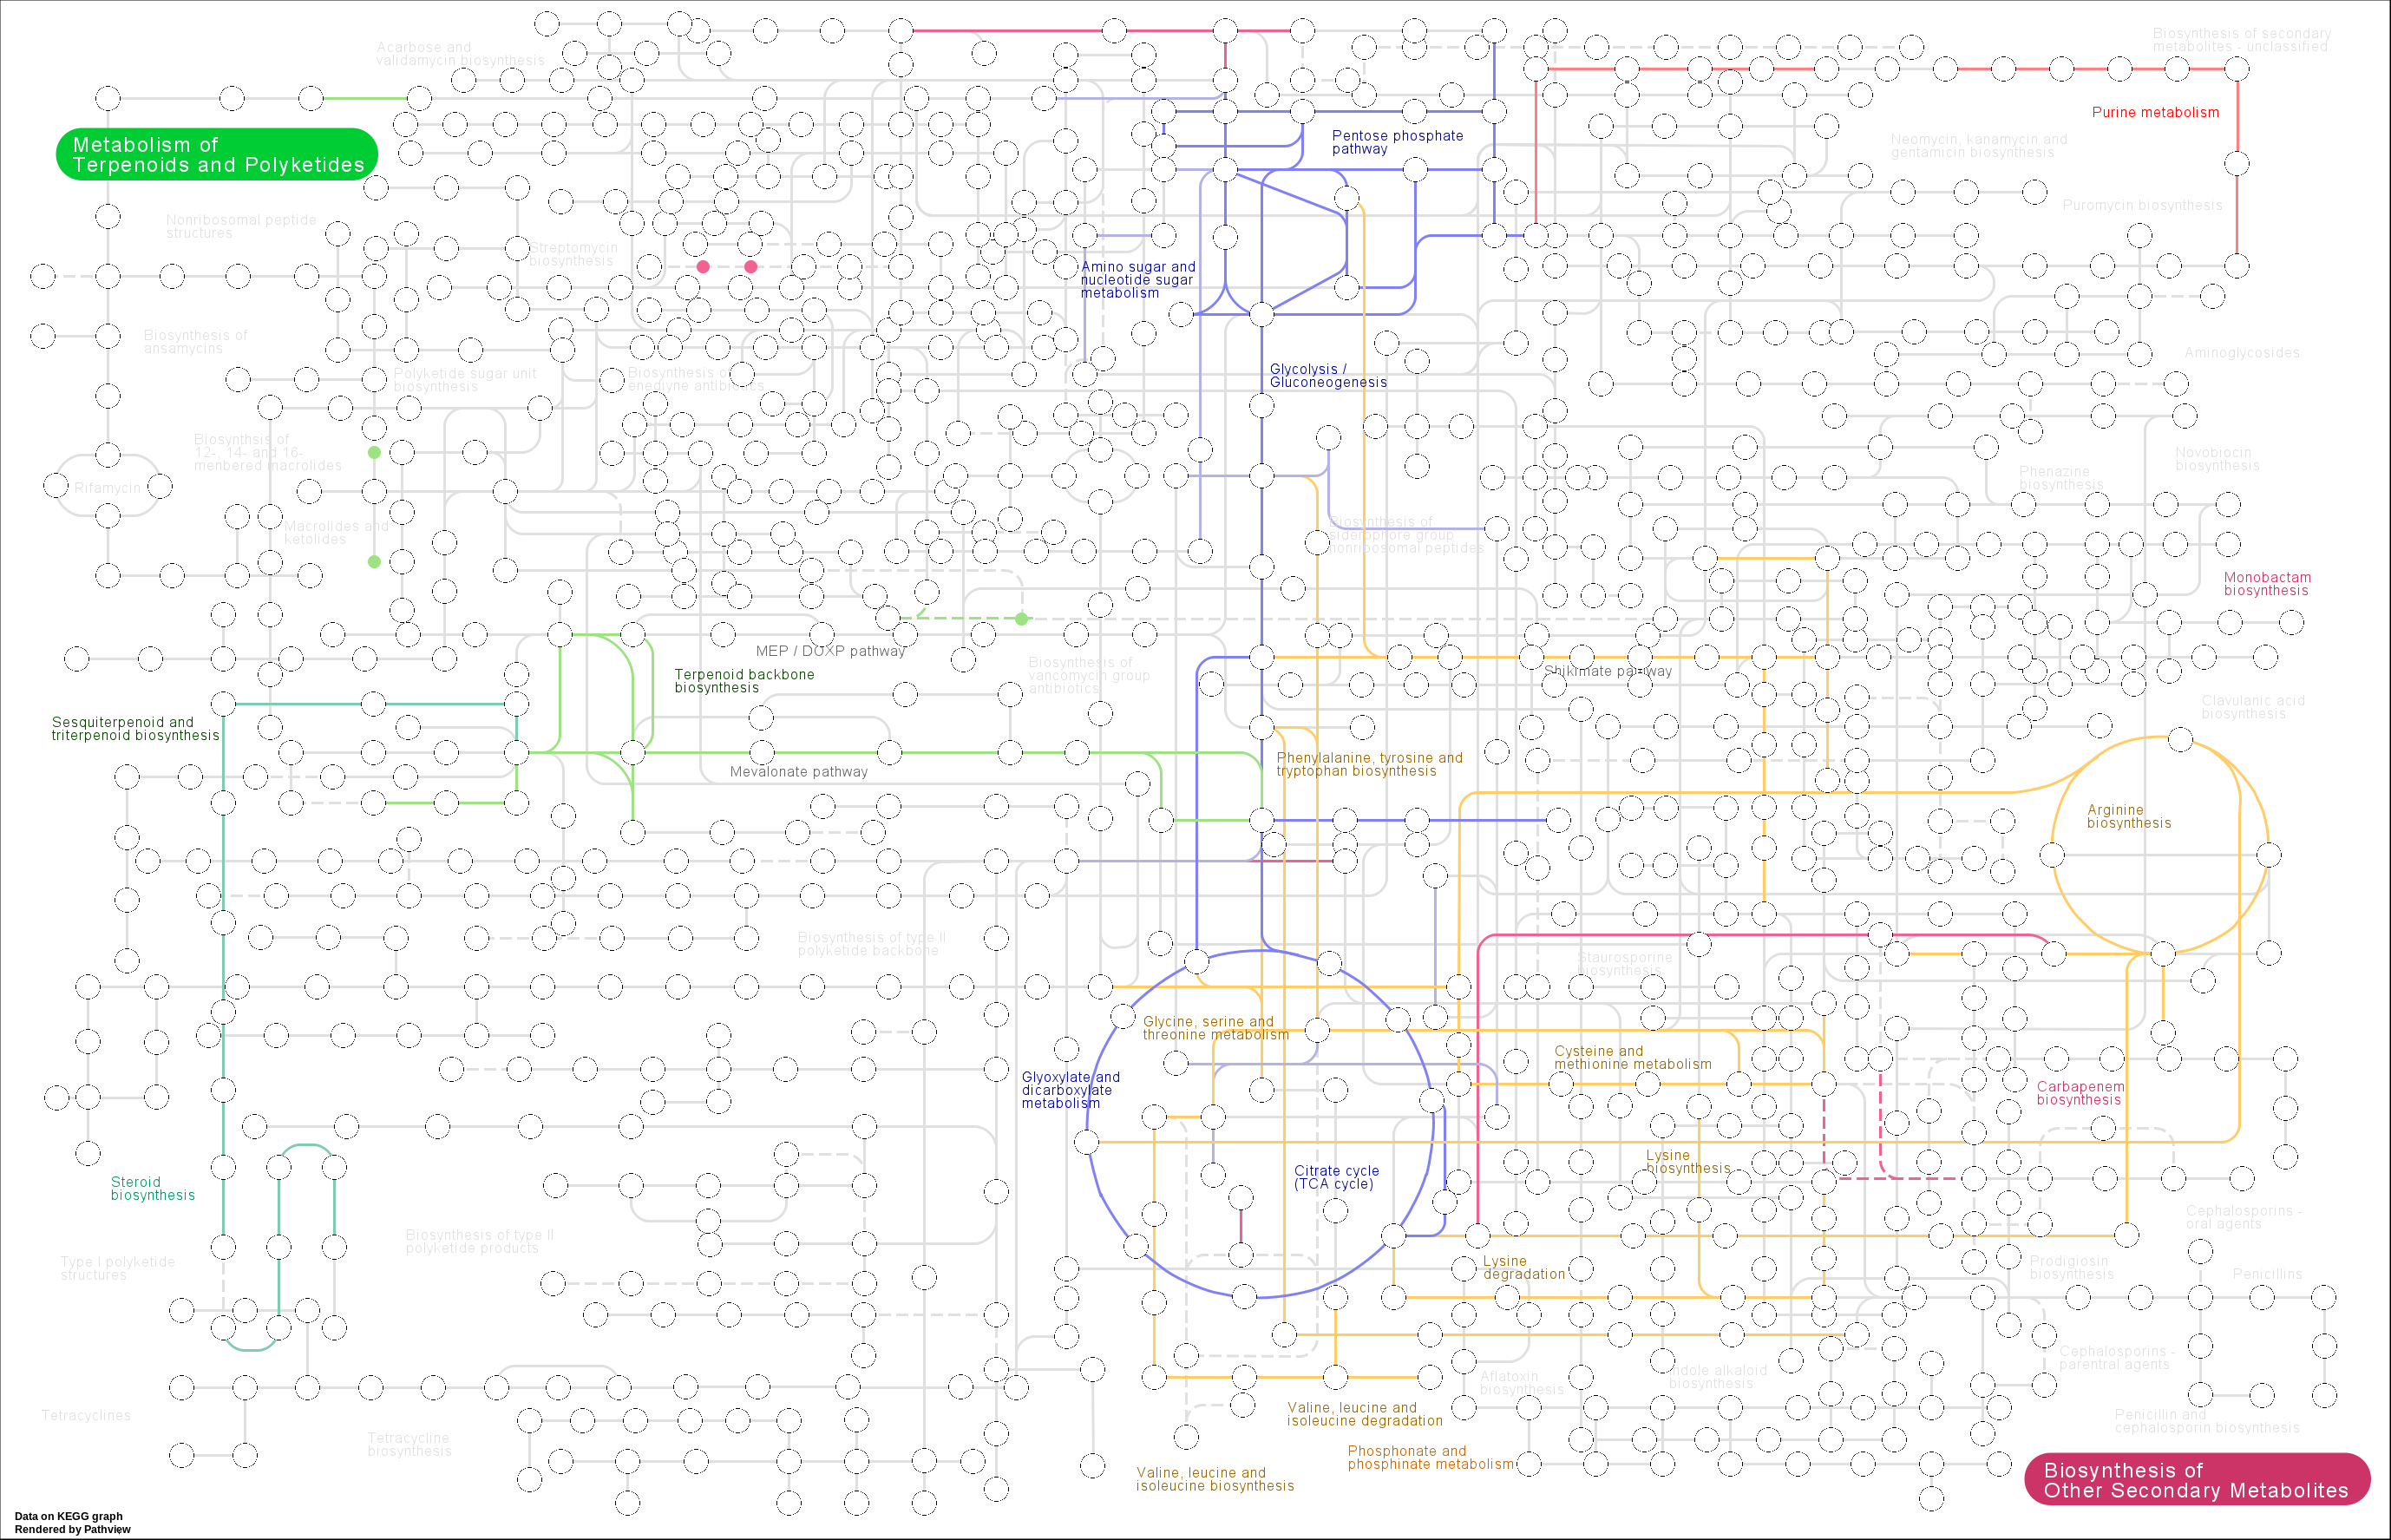 Acarbose and
validamycin biosynthesis
Biosynthesis of secondary
metabolites - unclassified
Purine metabolism
Metabolism of
Terpenoids and Polyketides
Pentose phosphate
pathway
Neomycin, kanamycin and
gentamicin biosynthesis
Nonribosomal peptide
structures
Puromycin biosynthesis
Streptomycin
biosynthesis
Amino sugar and
nucleotide sugar
metabolism
Biosynthesis of
ansamycins
Aminoglycosides
Polyketide sugar unit
biosynthesis
Biosynthesis of
enediyne antibiotics
Glycolysis /
Gluconeogenesis
Biosynthsis of
12-, 14- and 16-
menbered macrolides
Novobiocin
biosynthesis
Phenazine
biosynthesis
Rifamycin
Macrolides and
ketolides
Biosynthesis of
siderophore group
nonribosomal peptides
Monobactam
biosynthesis
MEP / DOXP pathway
Biosynthesis of
vancomycin group
antibiotics
Shikimate pathway
Terpenoid backbone
biosynthesis
Clavulanic acid
biosynthesis
Sesquiterpenoid and
triterpenoid biosynthesis
Mevalonate pathway
Phenylalanine, tyrosine and
tryptophan biosynthesis
Arginine
biosynthesis
Biosynthesis of type II
polyketide backbone
Staurosporine
biosynthesis
Glycine, serine and
threonine metabolism
Cysteine and
methionine metabolism
Glyoxylate and
dicarboxylate
metabolism
Carbapenem
biosynthesis
Citrate cycle
(TCA cycle)
Lysine
biosynthesis
Steroid
biosynthesis
Cephalosporins -
oral agents
Biosynthesis of type II
polyketide products
Type I polyketide
structures
Lysine
degradation
Prodigiosin
biosynthesis
Penicillins
Cephalosporins -
parentral agents
Aflatoxin
biosynthesis
Indole alkaloid
biosynthesis
Tetracyclines
Valine, leucine and
isoleucine degradation
Penicillin and
cephalosporin biosynthesis
Tetracycline
biosynthesis
Phosphonate and
phosphinate metabolism
Valine, leucine and
isoleucine biosynthesis
Biosynthesis of
Other Secondary Metabolites
Data on KEGG graph
Rendered by Pathview